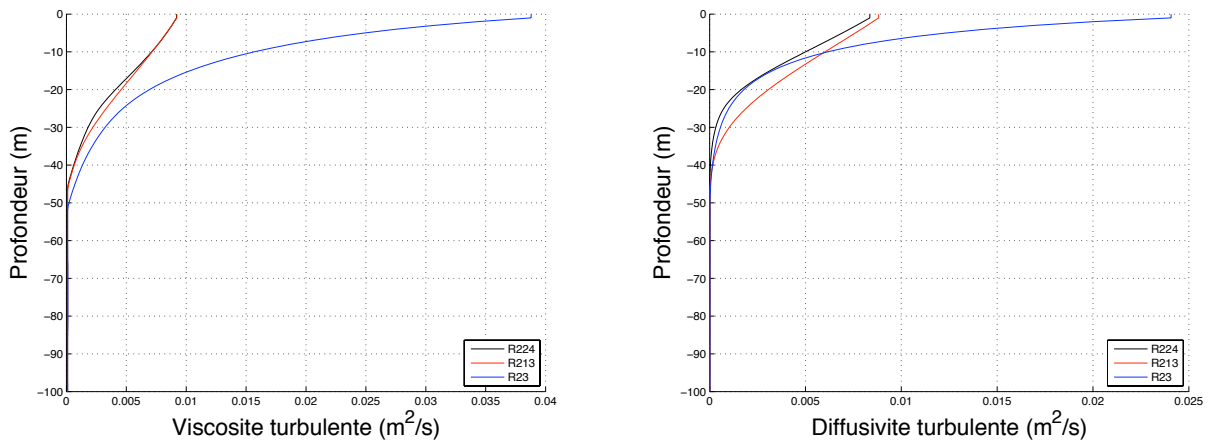 0
−10
−20
−30
−40
−50
−60
−70
−80
−90
−100
Profondeur (m)
R224
R213
R23
0 0.005 0.01 0.015 0.02 0.025 0.03 0.035 0.04
Viscosite turbulente (m²/s)
0
−10
−20
−30
−40
−50
−60
−70
−80
−90
−100
Profondeur (m)
R224
R213
R23
0 0.005 0.01 0.015 0.02 0.025
Diffusivite turbulente (m²/s)